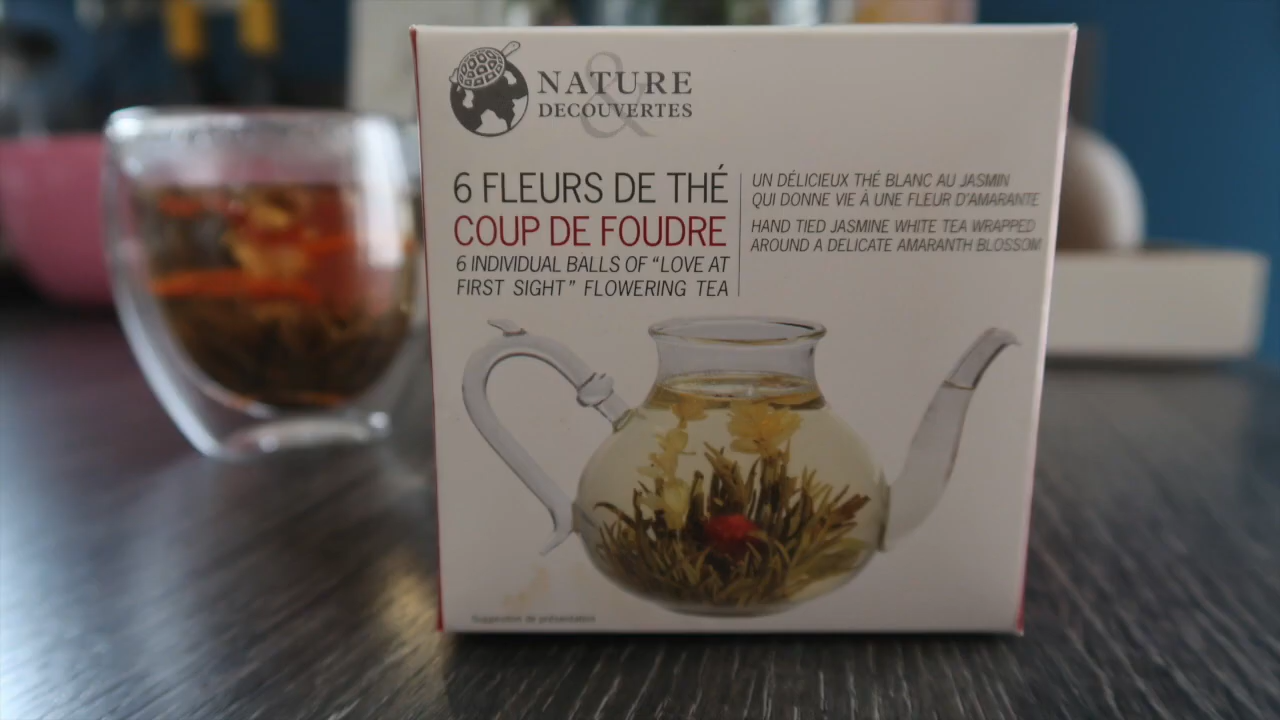 NATURE
&
DECOUVERTES
6 FLEURS DE THÉ
COUP DE FOUDRE
6 INDIVIDUAL BALLS OF “LOVE AT
FIRST SIGHT” FLOWERING TEA
UN DÉLICIEUX THÉ BLANC AU JASMIN
QUI DONNE VIE À UNE FLEUR D'AMARANTE
HAND TIED JASMINE WHITE TEA WRAPPED
AROUND A DELICATE AMARANTH BLOSSOM
Suggestion de présentation